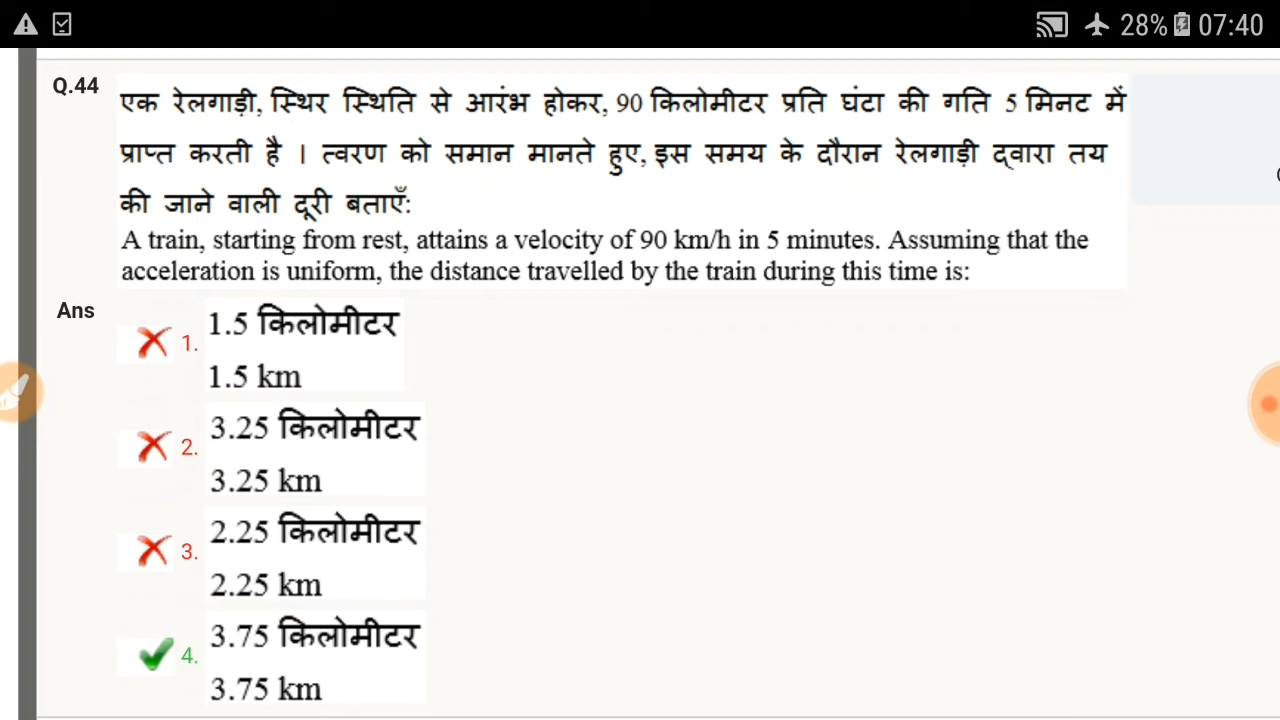 28% 07:40
Q.44
एक रेलगाड़ी, स्थिर स्थिति से आरंभ होकर, 90 किलोमीटर प्रति घंटा की गति 5 मिनट में
प्राप्त करती है । त्वरण को समान मानते हुए, इस समय के दौरान रेलगाड़ी द्वारा तय
की जाने वाली दूरी बताएँ:
A train, starting from rest, attains a velocity of 90 km/h in 5 minutes. Assuming that the
acceleration is uniform, the distance travelled by the train during this time is:
Ans
1. 1.5 किलोमीटर
1.5 km
2. 3.25 किलोमीटर
3.25 km
3. 2.25 किलोमीटर
2.25 km
4. 3.75 किलोमीटर
3.75 km